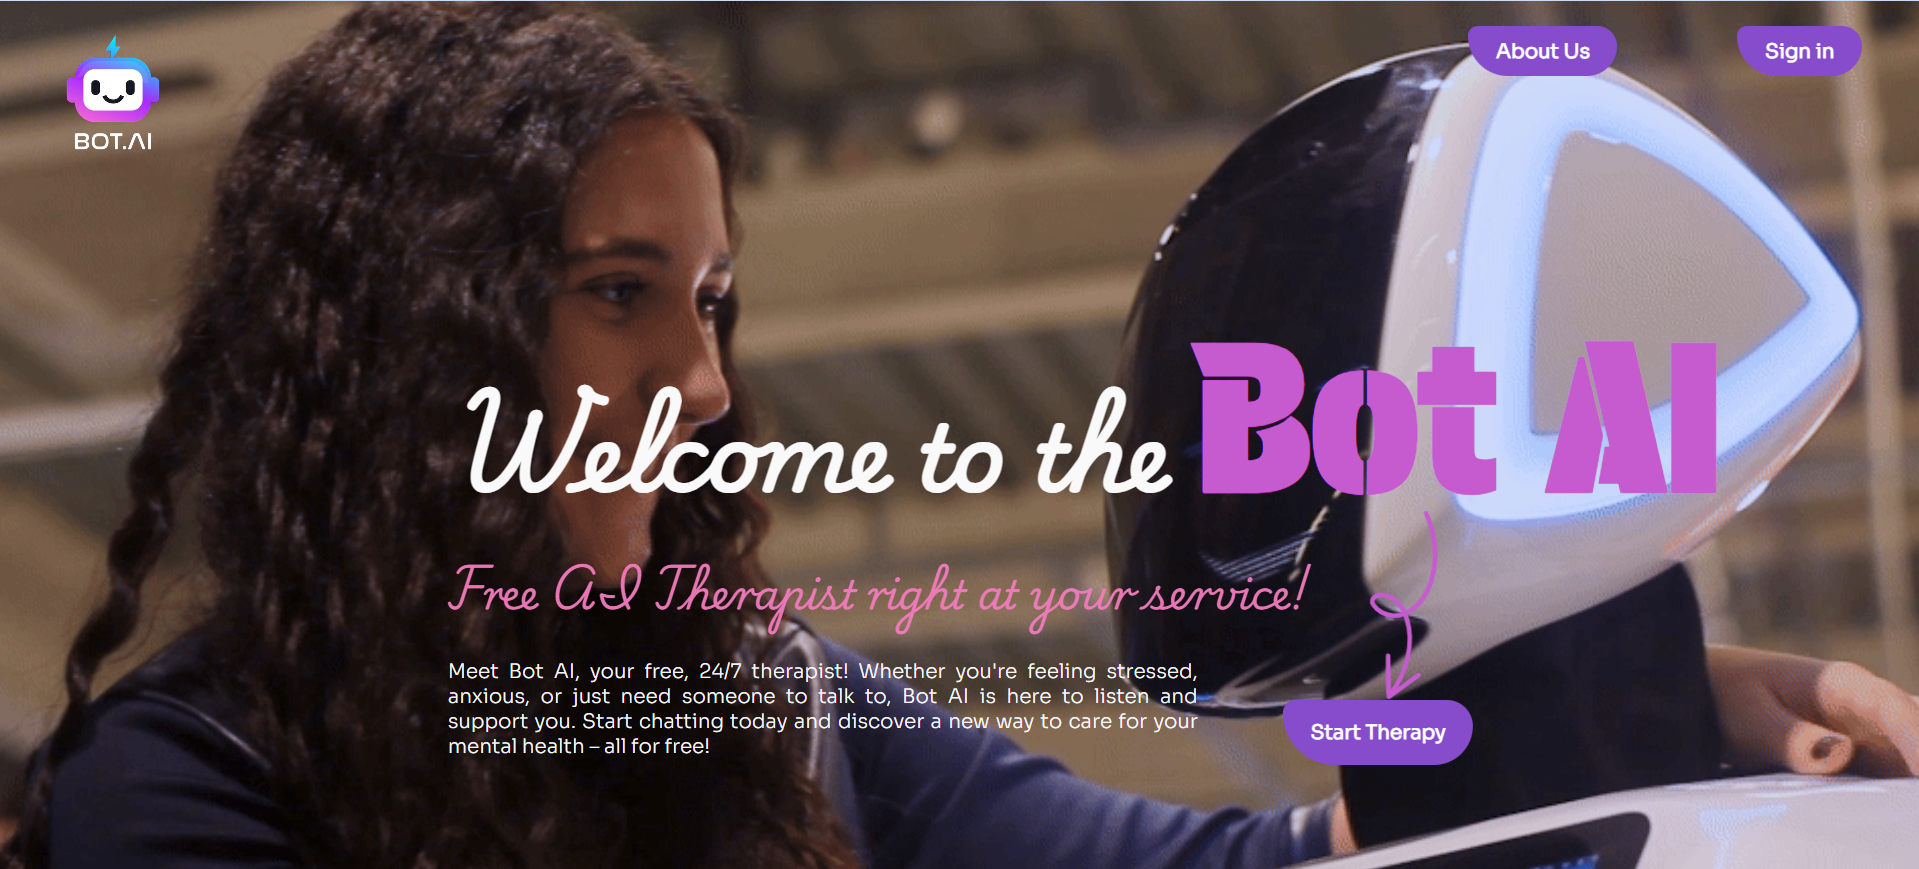 BOT.AI
About Us
Sign in
Welcome to the Bot AI
Free AI Therapist right at your service!
Meet Bot AI, your free, 24/7 therapist! Whether you're feeling stressed,
anxious, or just need someone to talk to, Bot AI is here to listen and
support you. Start chatting today and discover a new way to care for your
mental health – all for free!
Start Therapy